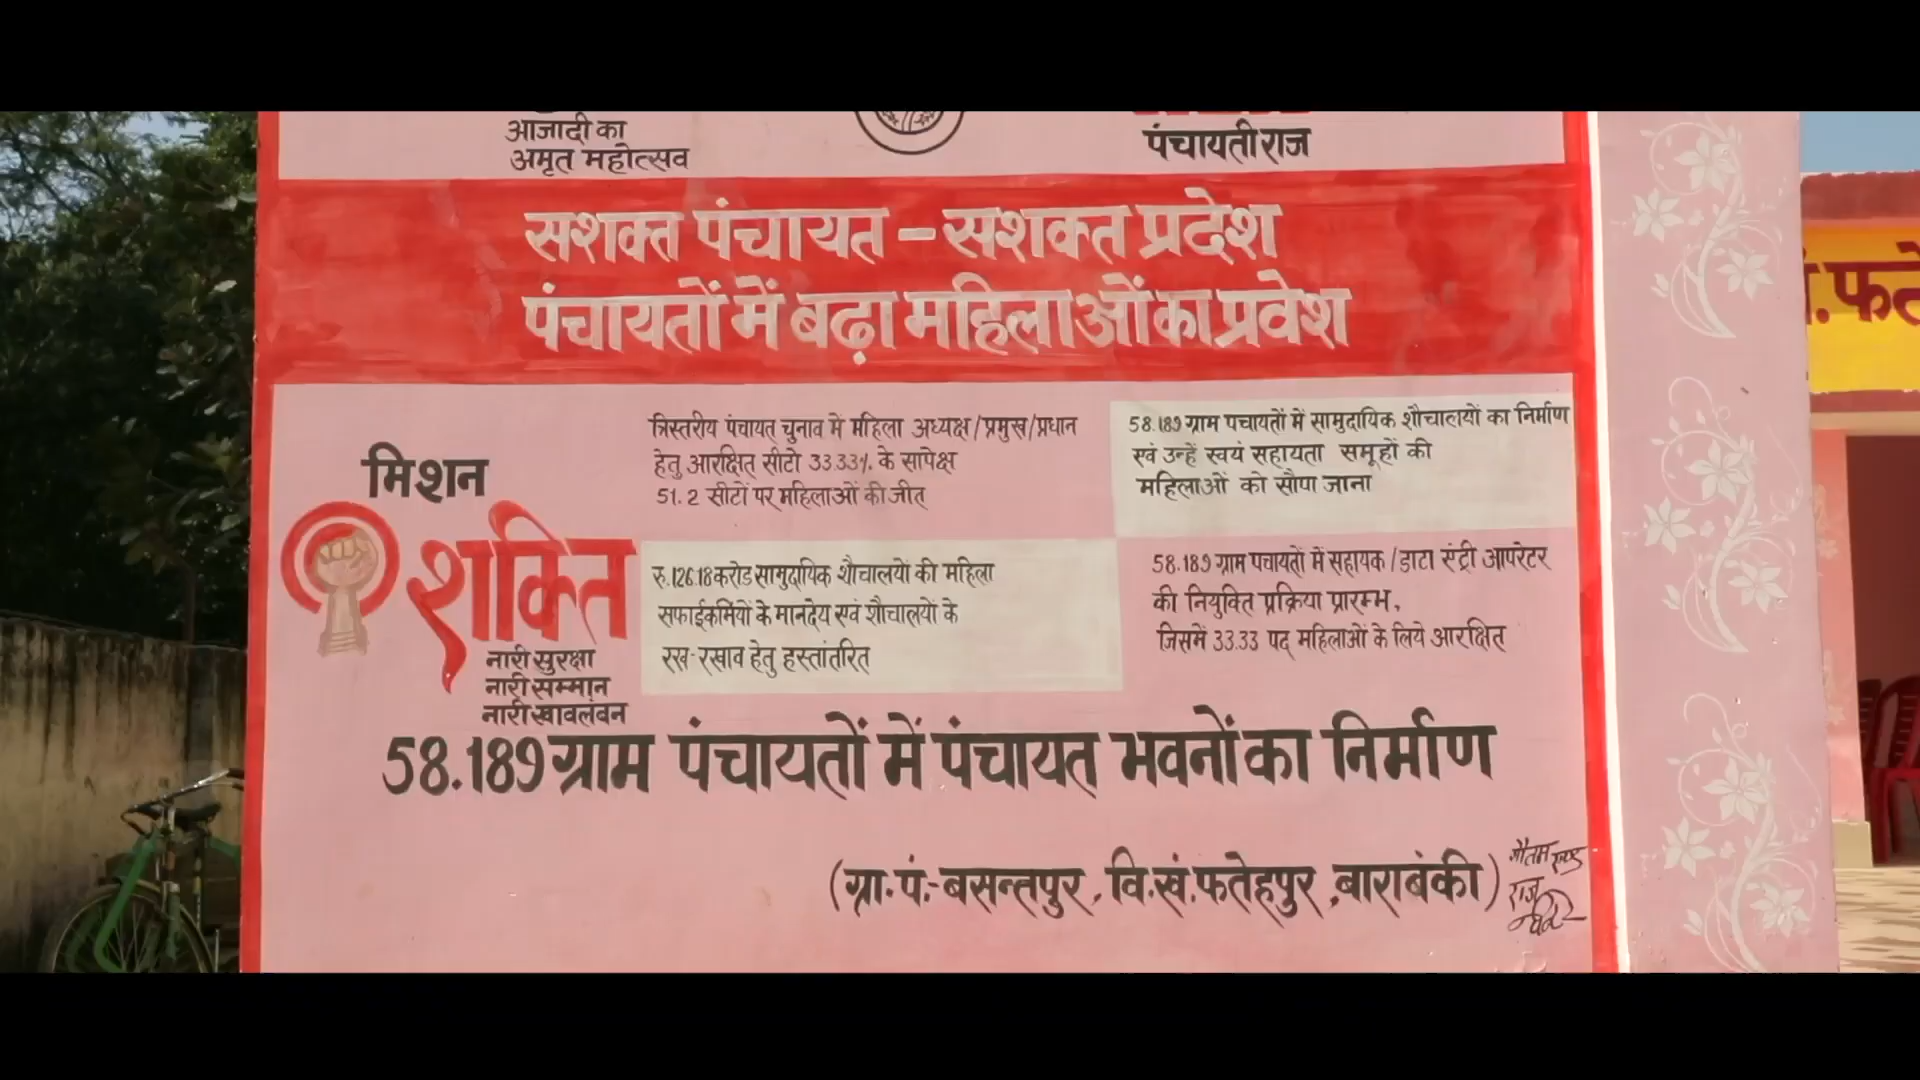 आजादी का
अमृत महोत्सव
पंचायतीराज
सशक्त पंचायत – सशक्त प्रदेश
पंचायतों में बढ़ा महिलाओं का प्रवेश
मिशन
शक्ति
नारी सुरक्षा
नारी सम्मान
नारी स्वावलंबन
त्रिस्तरीय पंचायत चुनाव में महिला अध्यक्ष/प्रमुख/प्रधान
हेतु आरक्षित सीटो 33.33% के सापेक्ष
51.2 सीटों पर महिलाओं की जीत
58.189 ग्राम पचायतों में सामुदायिक शौचालयों का निर्माण
एवं उन्हें स्वयं सहायता समूहों की
महिलाओं को सौपा जाना
रु.126.18 करोड सामुदायिक शौचालयों की महिला
सफाईकर्मियों के मानदेय एवं शौचालयों के
रख-रखाव हेतु हस्तांतरित
58.189 ग्राम पचायतों में सहायक/डाटा एंट्री आपरेटर
की नियुक्ति प्रक्रिया प्रारम्भ,
जिसमें 33.33 पद महिलाओं के लिये आरक्षित
58.189 ग्राम पंचायतों में पंचायत भवनों का निर्माण
(ग्रा.पं.-बसन्तपुर, वि.खं.फतेहपुर, बाराबंकी)
गौतम एण्ड
राज